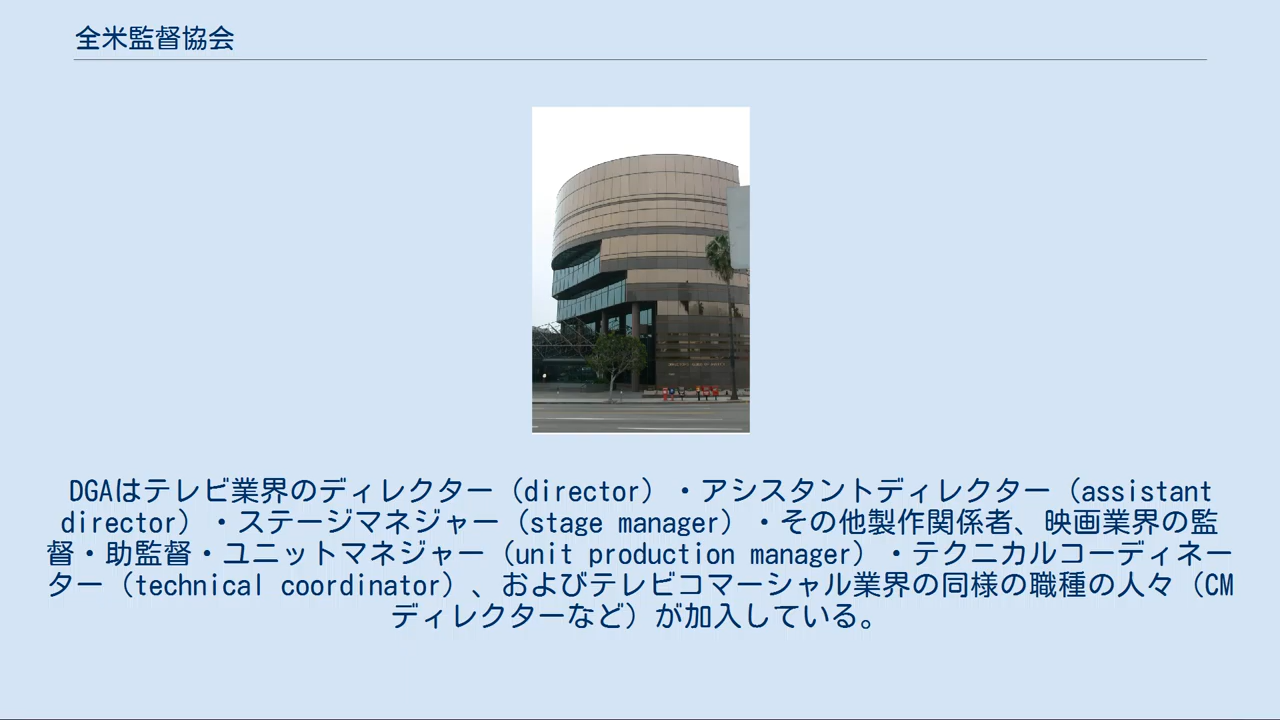 全米監督協会
DGAはテレビ業界のディレクター（director）・アシスタントディレクター（assistant
director）・ステージマネジャー（stage manager）・その他製作関係者、映画業界の監
督・助監督・ユニットマネジャー（unit production manager）・テクニカルコーディネー
ター（technical coordinator）、およびテレビコマーシャル業界の同様の職種の人々（CM
ディレクターなど）が加入している。